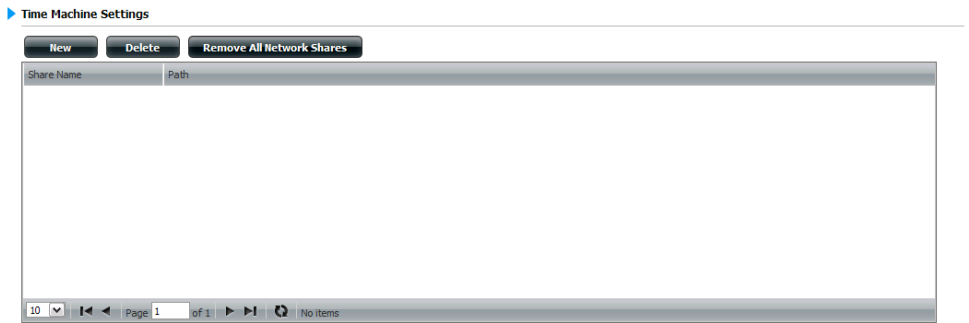 Time Machine Settings
New Delete Remove All Network Shares
Share Name Path
10 Page 1 of 1 No items